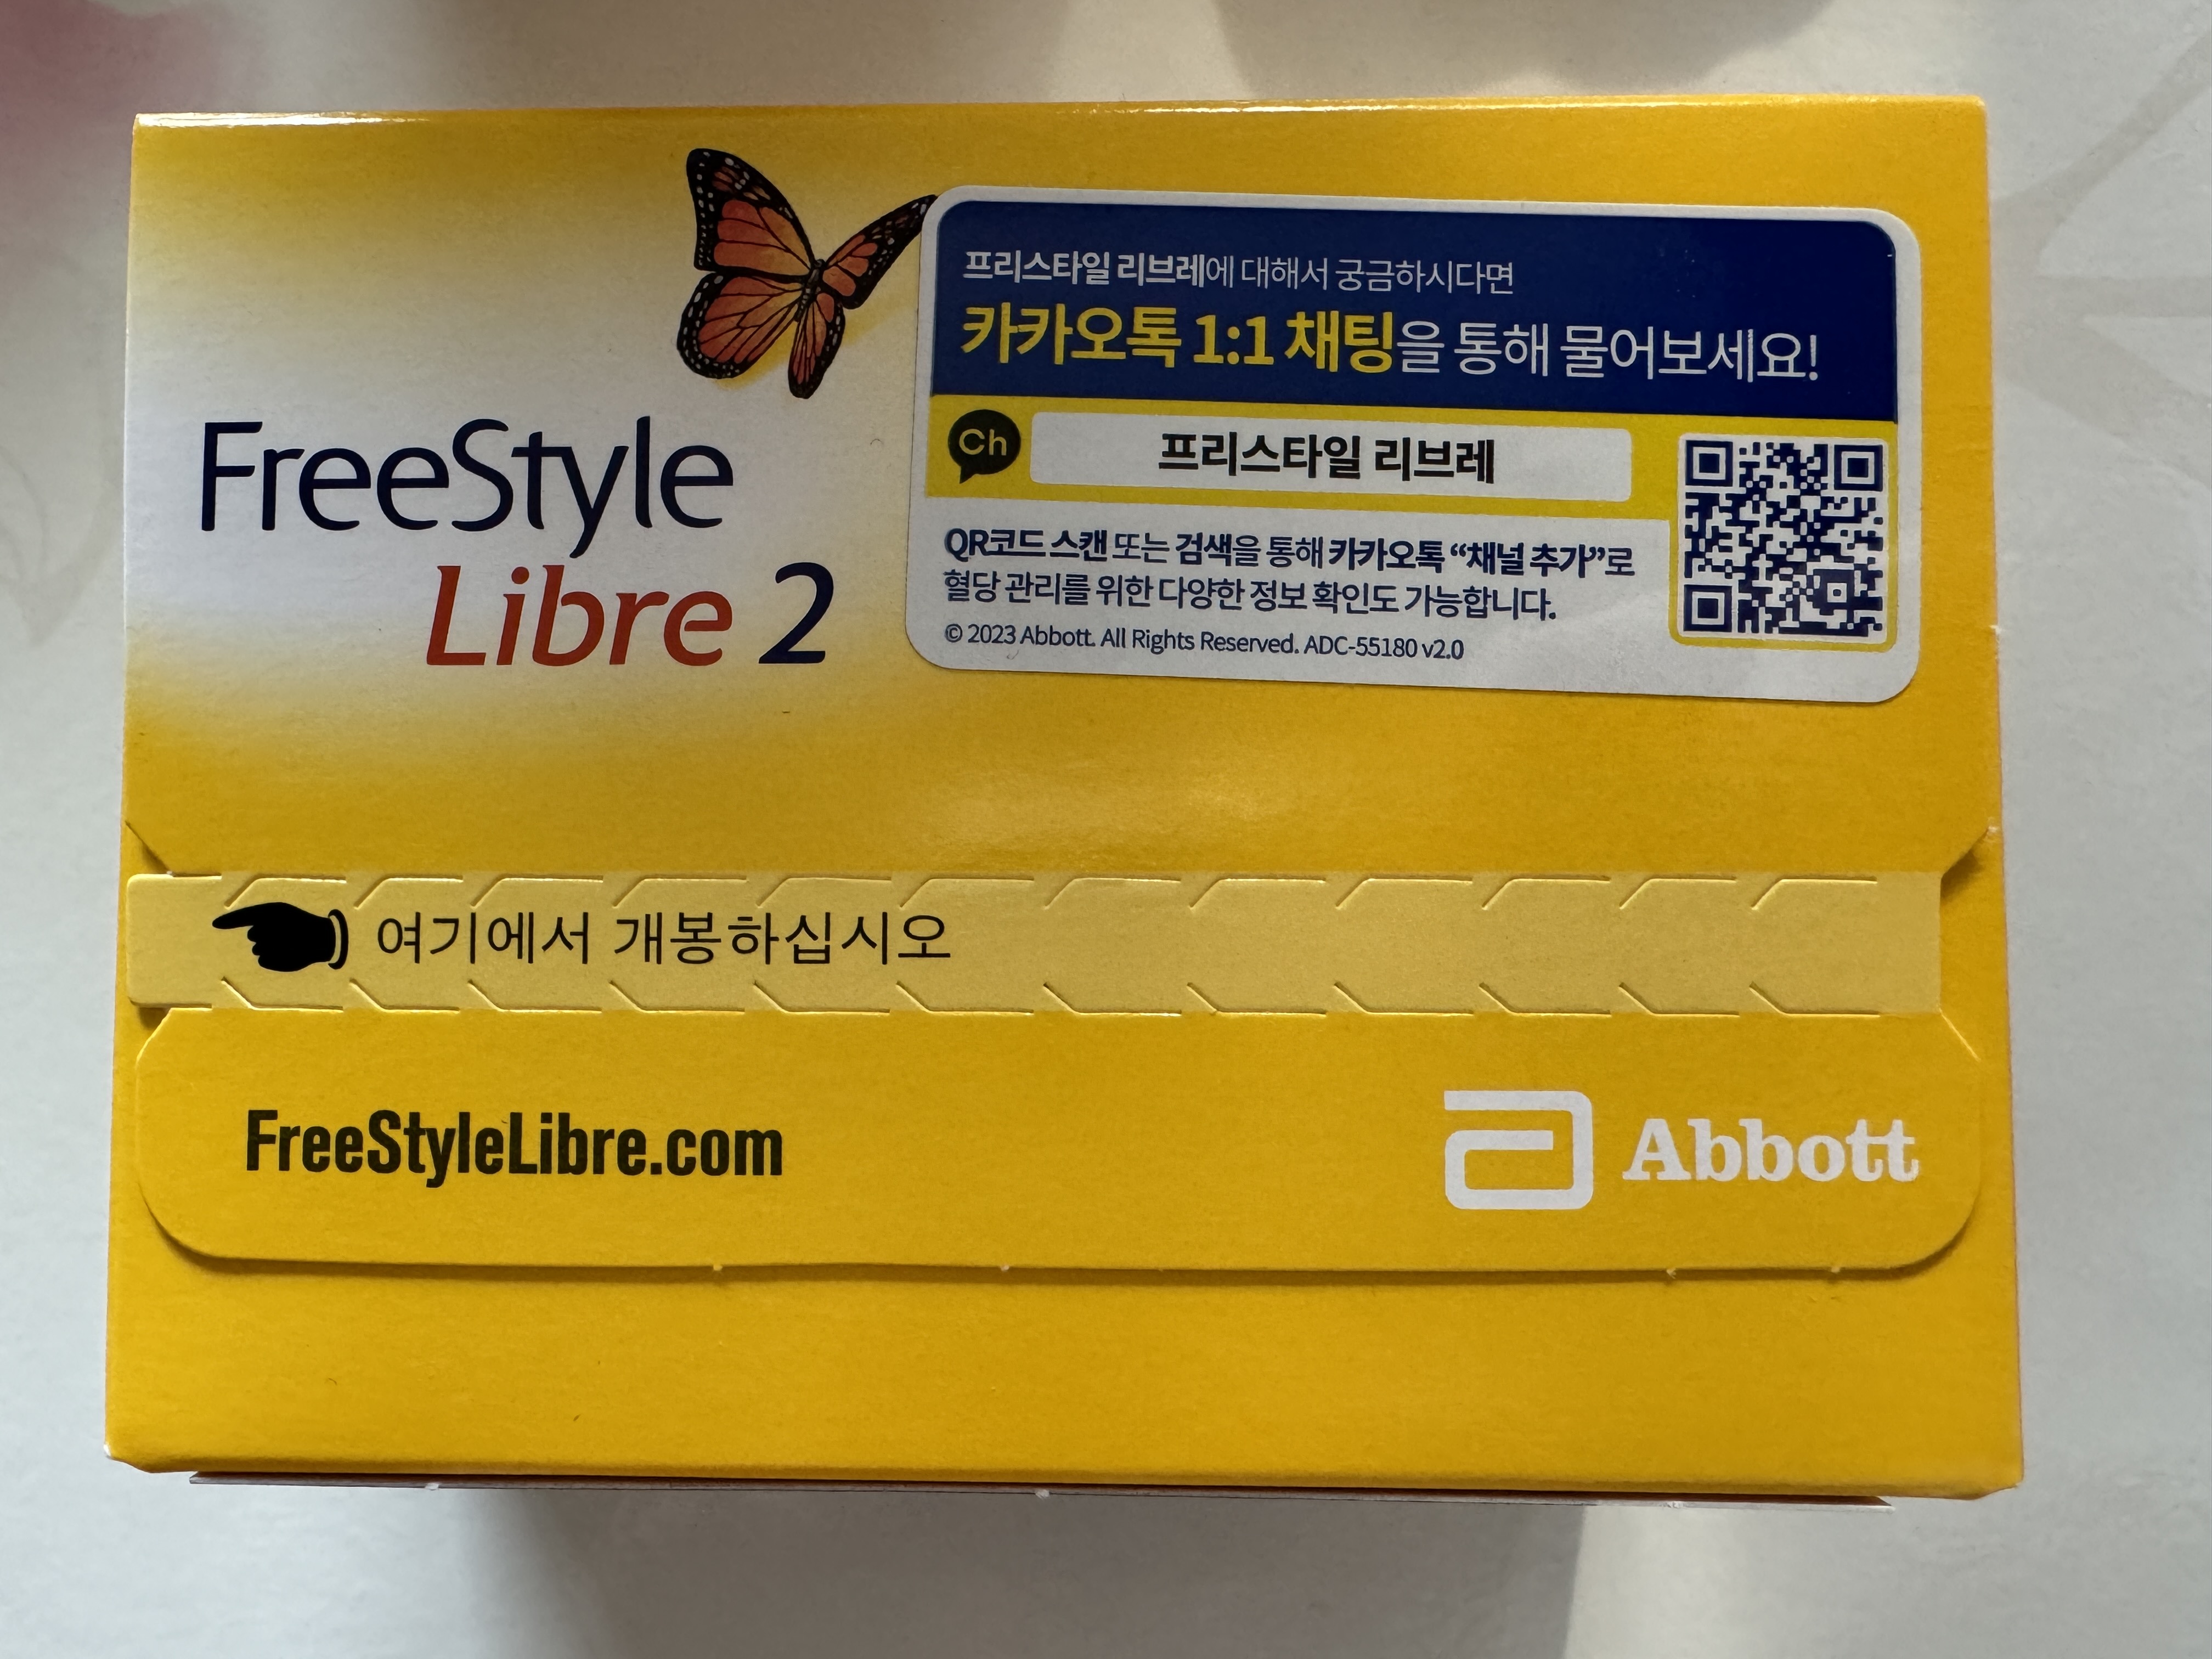 FreeStyle
Libre 2
프리스타일 리브레에 대해서 궁금하시다면
카카오톡 1:1 채팅을 통해 물어보세요!
Ch
프리스타일 리브레
QR코드 스캔 또는 검색을 통해 카카오톡 “채널 추가”로
혈당 관리를 위한 다양한 정보 확인도 가능합니다.
© 2023 Abbott. All Rights Reserved. ADC-55180 v2.0
여기에서 개봉하십시오
FreeStyleLibre.com
Abbott